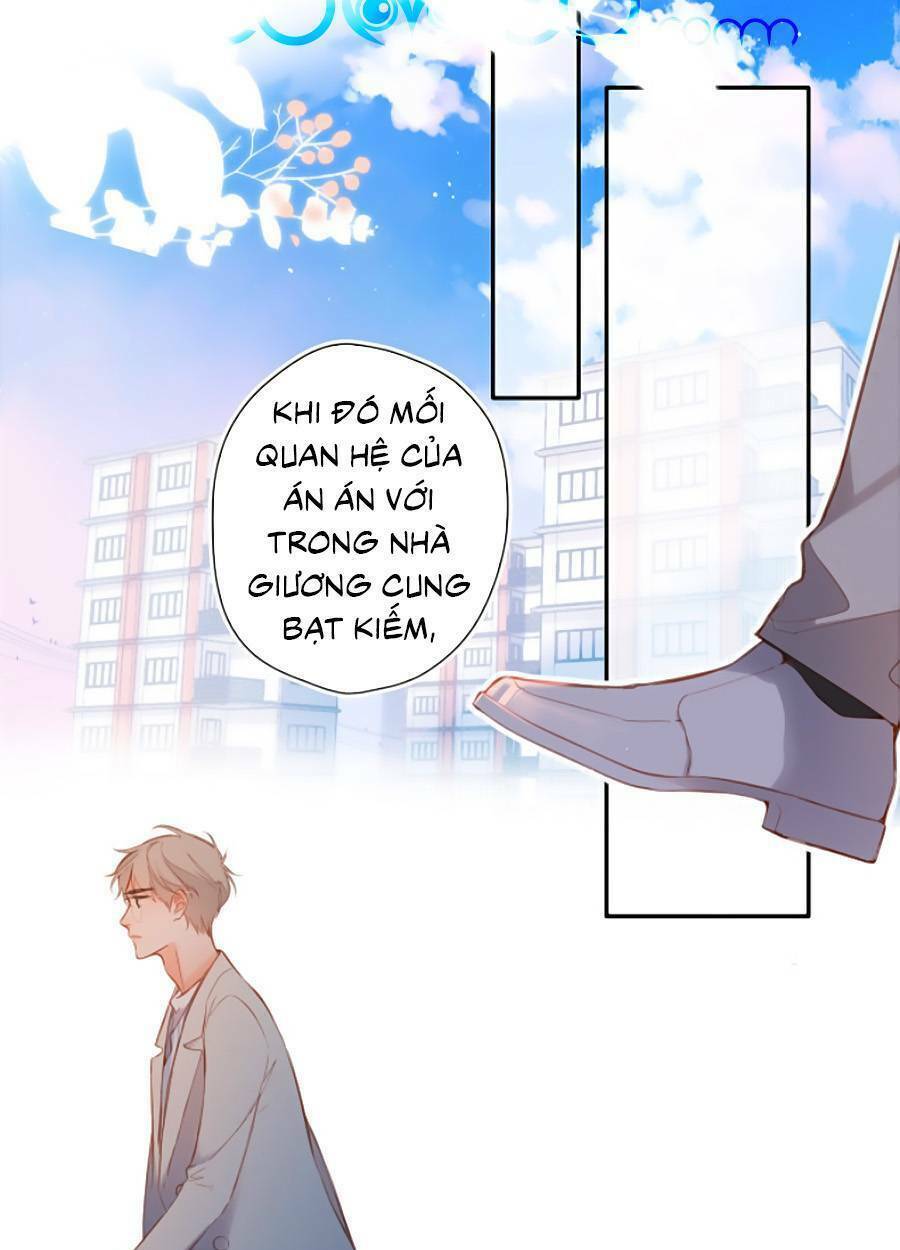 KHI ĐÓ MỐI
QUAN HỆ CỦA
ÁN ÁN VỚI
TRONG NHÀ
GIƯƠNG CUNG
BẠT KIẾM,